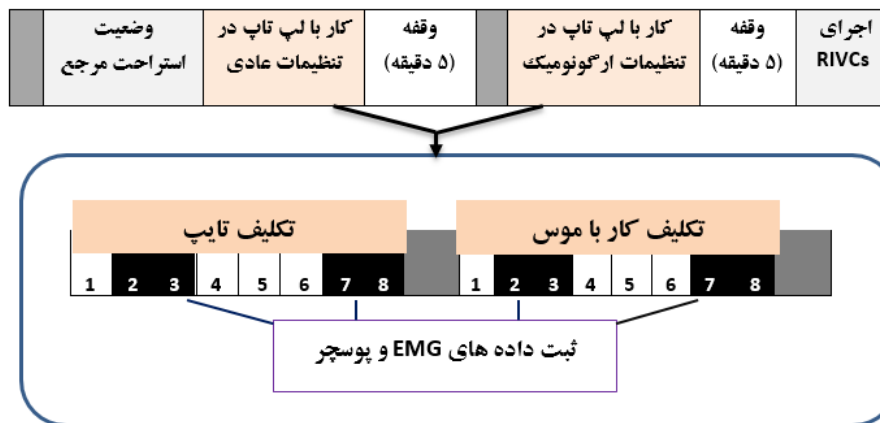 وضعیت
استراحت مرجع
کار با لپ تاپ در
تنظیمات عادی
وقفه
(۵ دقیقه)
کار با لپ تاپ در
تنظیمات ارگونومیک
وقفه
(۵ دقیقه)
اجرای
RIVCs
تکلیف تایپ
تکلیف کار با موس
1 2 3 4 5 6 7 8
1 2 3 4 5 6 7 8
ثبت داده های EMG و پوسچر